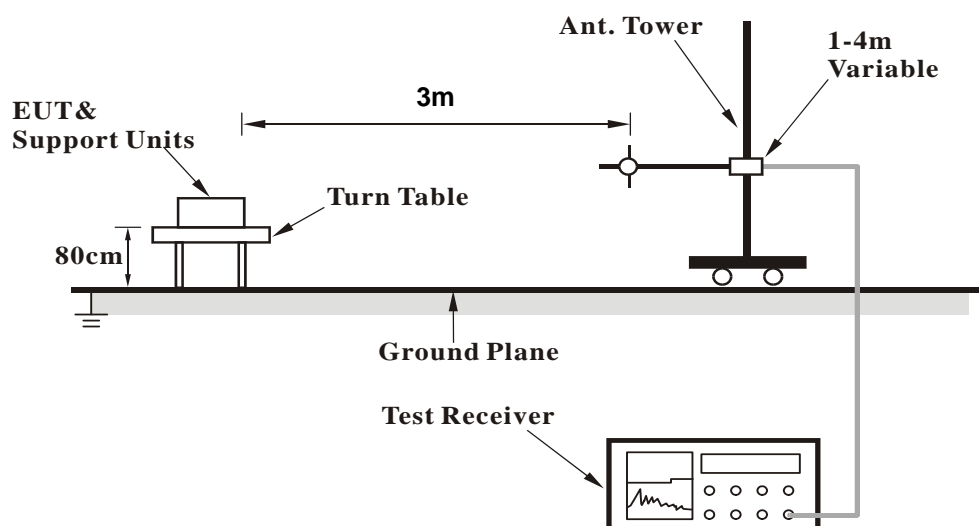 Ant. Tower
1-4m
Variable
3m
EUT&
Support Units
Turn Table
80cm
Ground Plane
Test Receiver